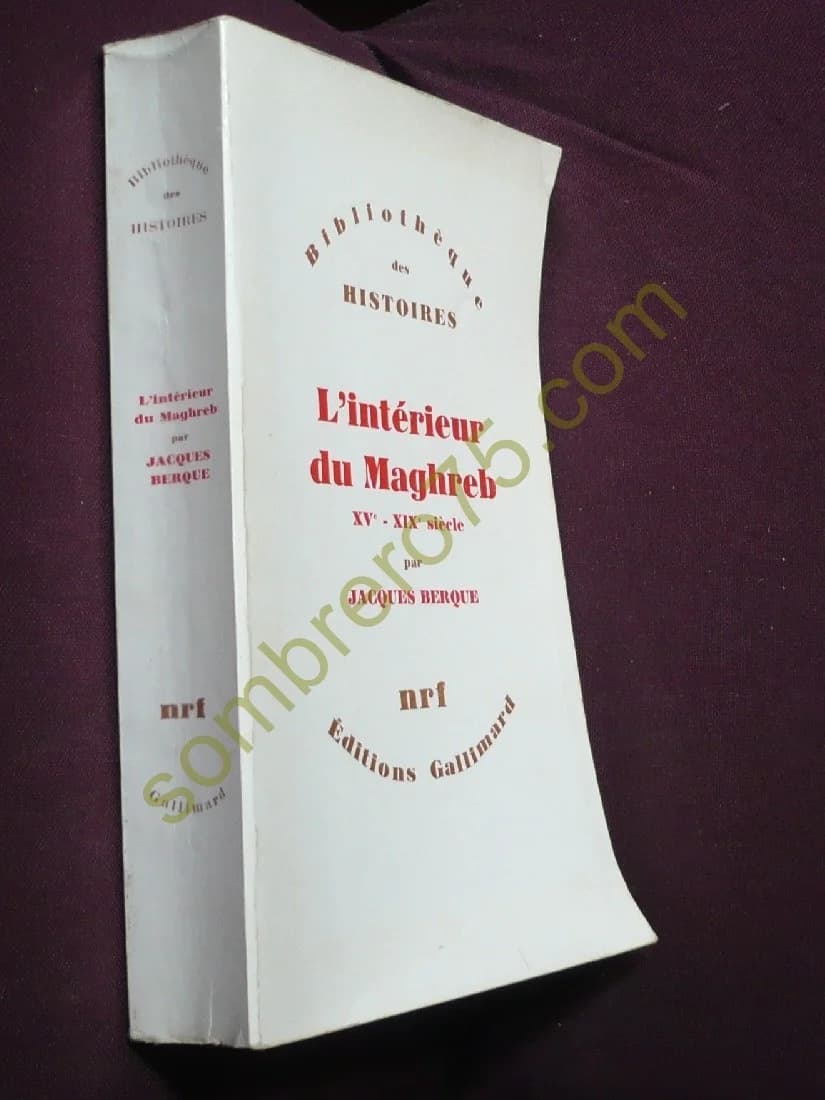 Bibliothèque
des
HISTOIRES
L'intérieur
du Maghreb
par
JACQUES
BERQUE
nrf
Gallimard
Bibliothèque
des
HISTOIRES
L'intérieur
du Maghreb
XVe - XIXe siècle
par
JACQUES BERQUE
nrf
Éditions Gallimard
sombrero75.com